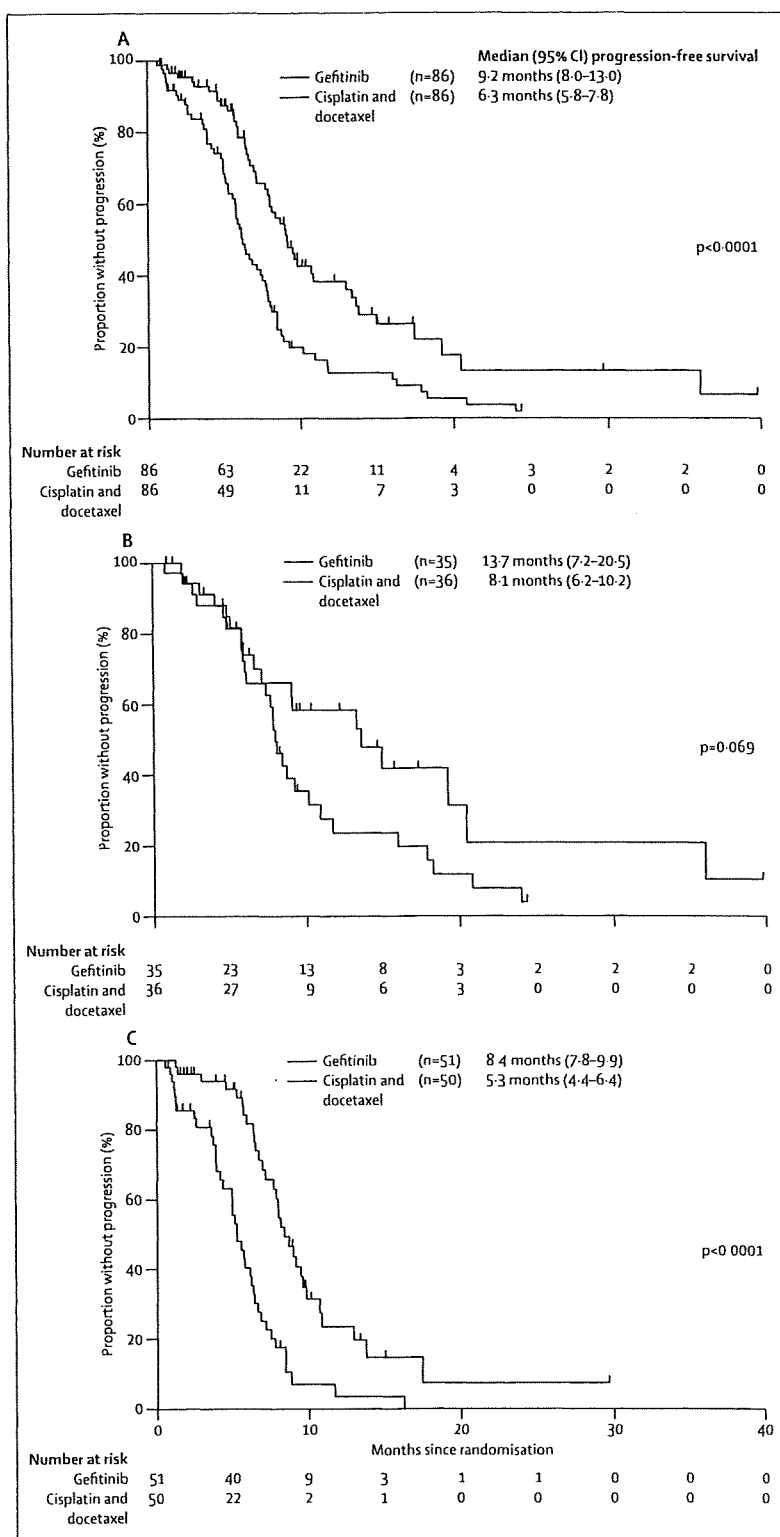 A
Median (95% CI) progression-free survival
Gefitinib (n=86) 9·2 months (8·0–13·0)
Cisplatin and (n=86) 6·3 months (5·8–7·8)
docetaxel
p<0·0001
Proportion without progression (%)
100
80
60
40
20
0
Number at risk
Gefitinib 86 63 22 11 4 3 2 2 0
Cisplatin and 86 49 11 7 3 0 0 0 0
docetaxel
B
Gefitinib (n=35) 13·7 months (7·2–20·5)
Cisplatin and (n=36) 8·1 months (6·2–10·2)
docetaxel
p=0·069
Proportion without progression (%)
100
80
60
40
20
0
Number at risk
Gefitinib 35 23 13 8 3 2 2 2 0
Cisplatin and 36 27 9 6 3 0 0 0 0
docetaxel
C
Gefitinib (n=51) 8·4 months (7·8–9·9)
Cisplatin and (n=50) 5·3 months (4·4–6·4)
docetaxel
p<0 0001
Proportion without progression (%)
100
80
60
40
20
0
0 10 20 30 40
Months since randomisation
Number at risk
Gefitinib 51 40 9 3 1 1 0 0 0
Cisplatin and 50 22 2 1 0 0 0 0 0
docetaxel